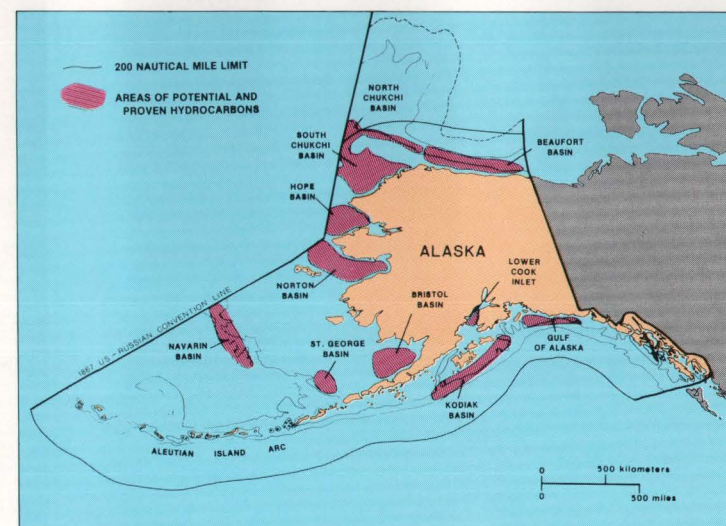 200 NAUTICAL MILE LIMIT
AREAS OF POTENTIAL AND
PROVEN HYDROCARBONS
NORTH
CHUKCHI
BASIN
SOUTH
CHUKCHI
BASIN
BEAUFORT
BASIN
HOPE
BASIN
ALASKA
LOWER
COOK
INLET
NORTON
BASIN
BRISTOL
BASIN
1867 US-RUSSIAN CONVENTION LINE
NAVARIN
BASIN
ST. GEORGE
BASIN
GULF
OF ALASKA
KODIAK
BASIN
ALEUTIAN ISLAND ARC
0 500 kilometers
0 500 miles